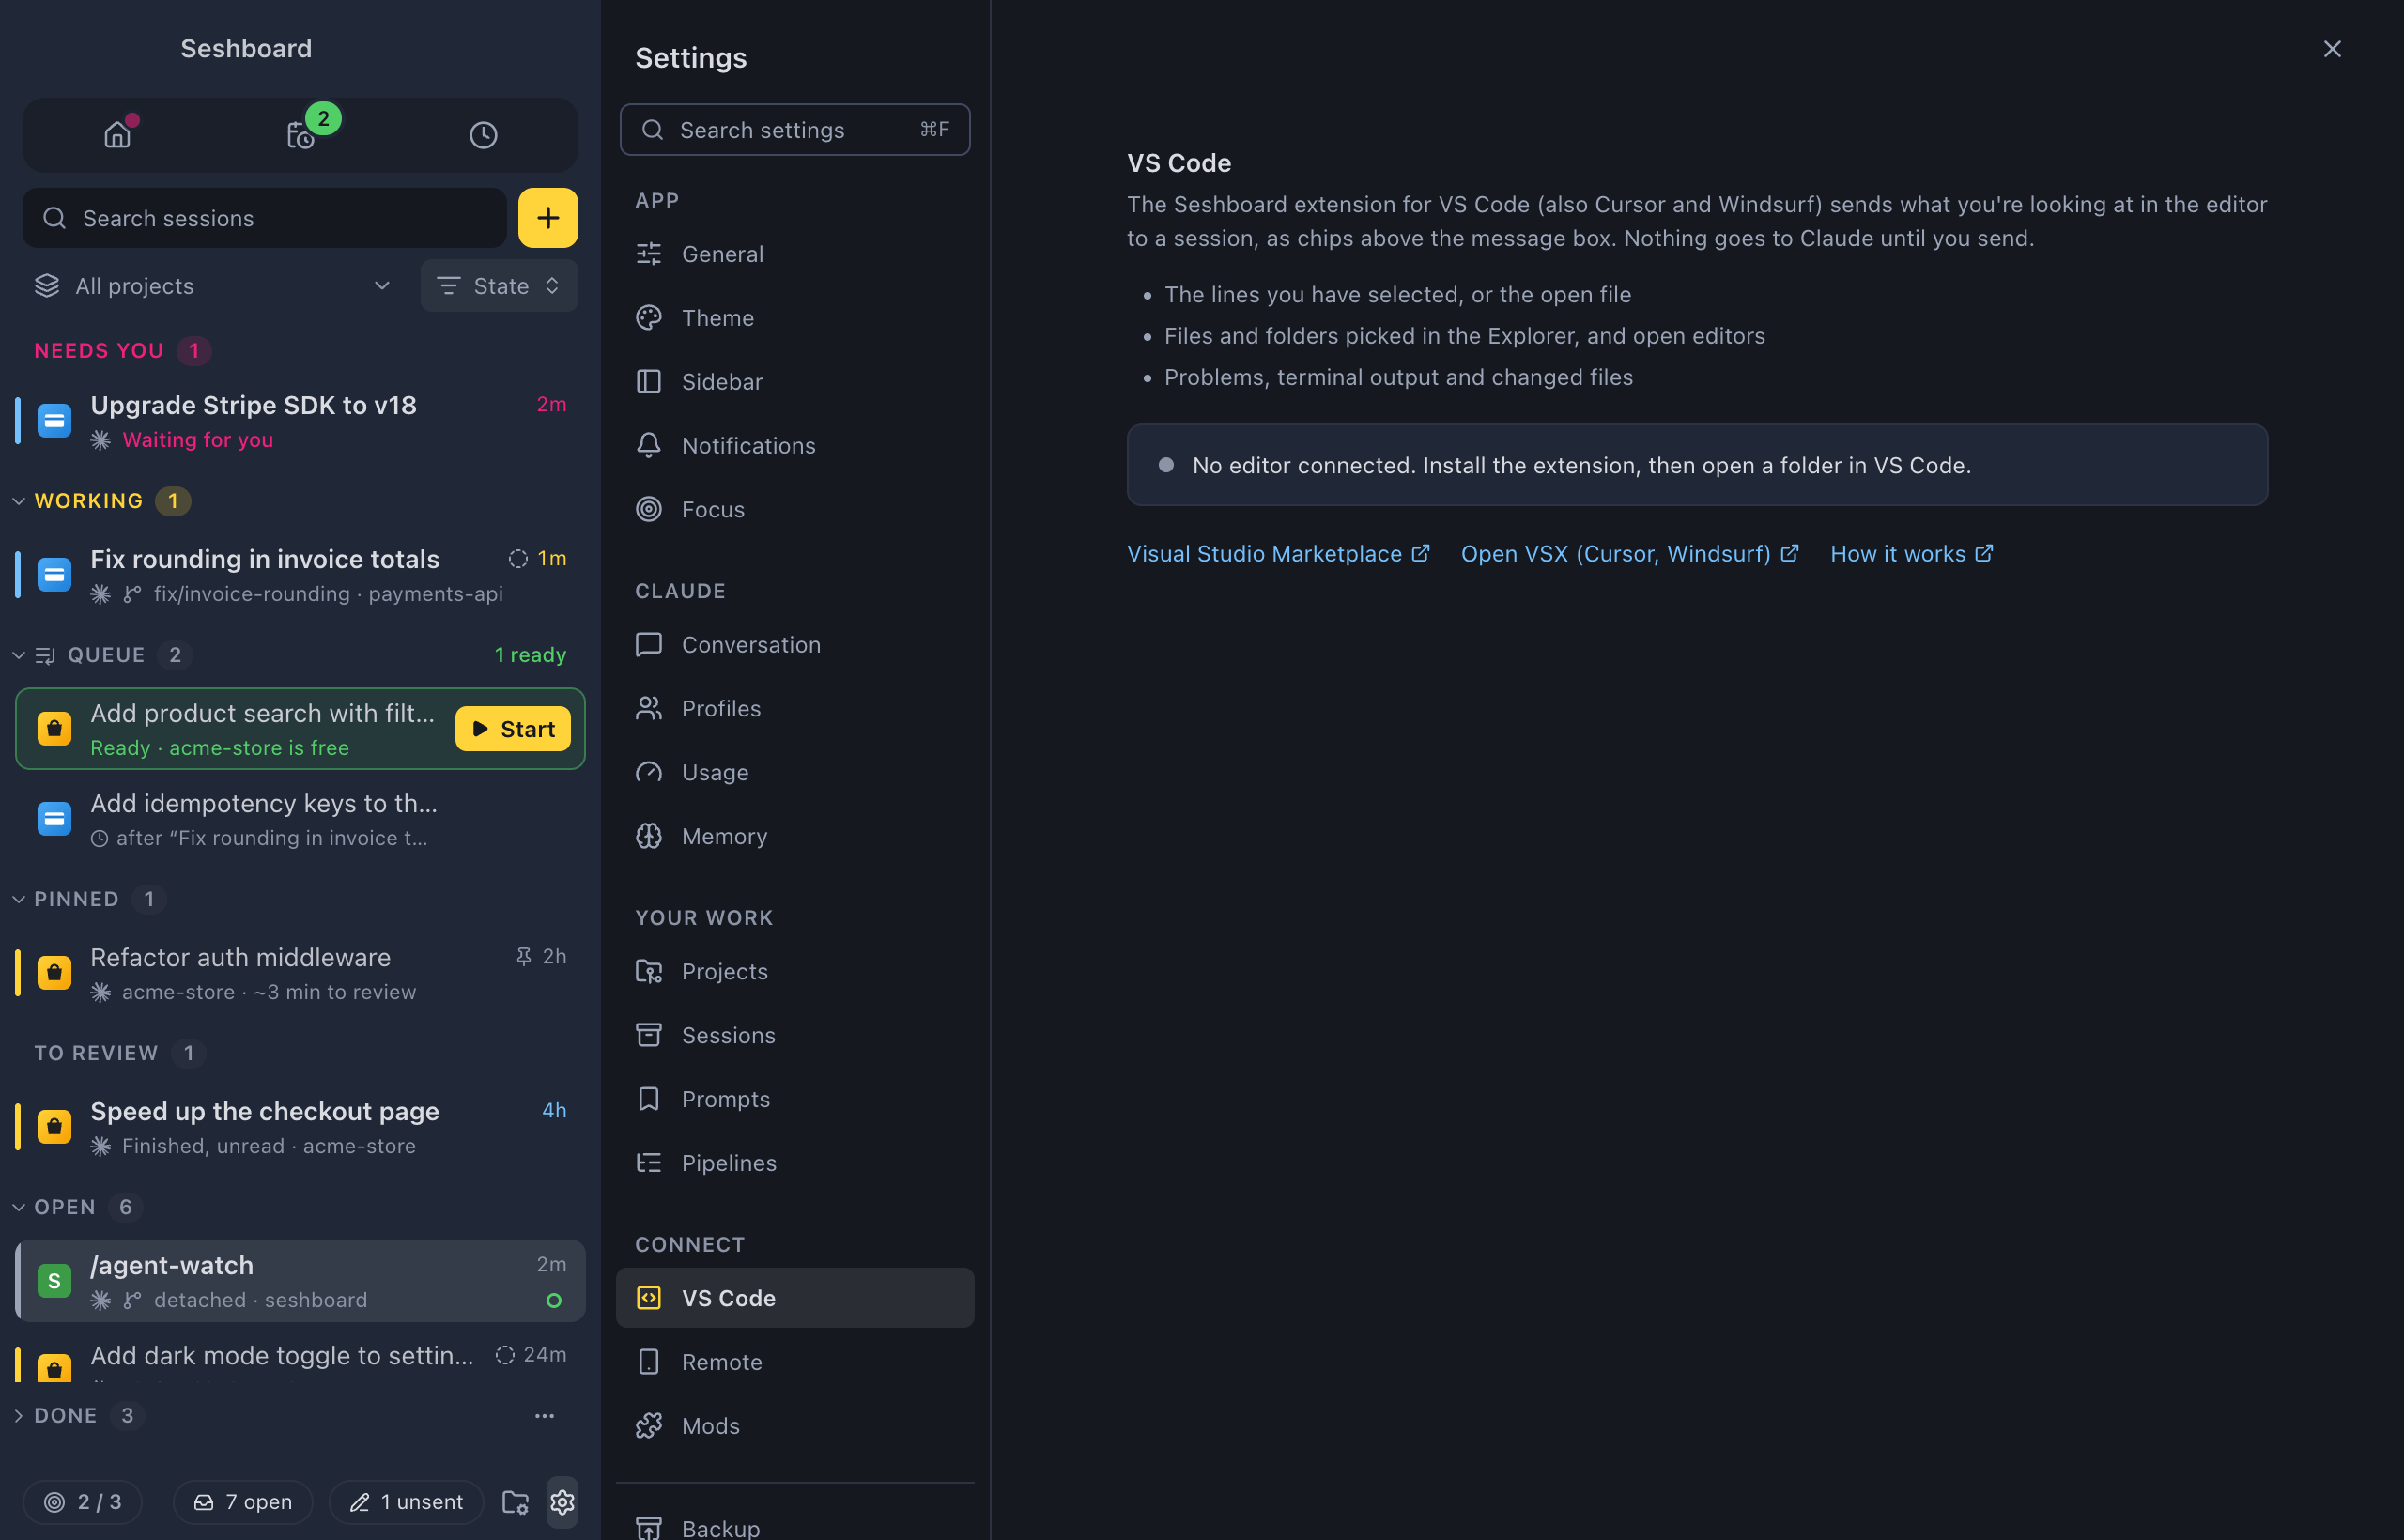 Seshboard
2
Search sessions
All projects
State
NEEDS YOU 1
Upgrade Stripe SDK to v18 2m
Waiting for you
WORKING 1
Fix rounding in invoice totals 1m
fix/invoice-rounding · payments-api
QUEUE 2 1 ready
Add product search with filt...
Start
Ready · acme-store is free
Add idempotency keys to th...
after “Fix rounding in invoice t...
PINNED 1
Refactor auth middleware 2h
acme-store · ~3 min to review
TO REVIEW 1
Speed up the checkout page 4h
Finished, unread · acme-store
OPEN 6
S
/agent-watch 2m
detached · seshboard
Add dark mode toggle to settin... 24m
DONE 3
2 / 3
7 open
1 unsent
Settings
Search settings ⌘F
APP
General
Theme
Sidebar
Notifications
Focus
CLAUDE
Conversation
Profiles
Usage
Memory
YOUR WORK
Projects
Sessions
Prompts
Pipelines
CONNECT
VS Code
Remote
Mods
Backup
VS Code
The Seshboard extension for VS Code (also Cursor and Windsurf) sends what you're looking at in the editor
to a session, as chips above the message box. Nothing goes to Claude until you send.
• The lines you have selected, or the open file
• Files and folders picked in the Explorer, and open editors
• Problems, terminal output and changed files
No editor connected. Install the extension, then open a folder in VS Code.
Visual Studio Marketplace Open VSX (Cursor, Windsurf) How it works